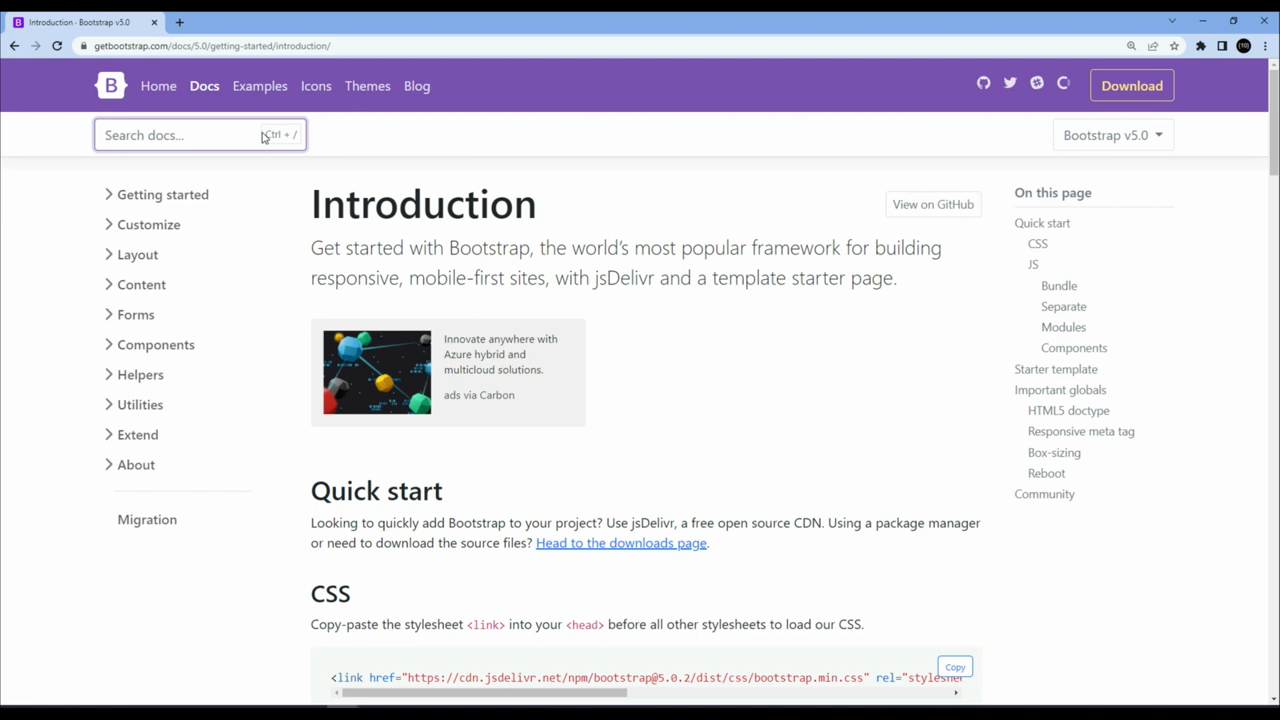 Introduction · Bootstrap v5.0
getbootstrap.com/docs/5.0/getting-started/introduction/
B Home Docs Examples Icons Themes Blog Download
Search docs... Ctrl + / Bootstrap v5.0
Getting started
Customize
Layout
Content
Forms
Components
Helpers
Utilities
Extend
About
Migration
Introduction
View on GitHub
Get started with Bootstrap, the world's most popular framework for building
responsive, mobile-first sites, with jsDelivr and a template starter page.
Innovate anywhere with
Azure hybrid and
multicloud solutions.
ads via Carbon
Quick start
Looking to quickly add Bootstrap to your project? Use jsDelivr, a free open source CDN. Using a package manager
or need to download the source files? Head to the downloads page.
CSS
Copy-paste the stylesheet <link> into your <head> before all other stylesheets to load our CSS.
Copy
<link href="https://cdn.jsdelivr.net/npm/bootstrap@5.0.2/dist/css/bootstrap.min.css" rel="styleshe
On this page
Quick start
CSS
JS
Bundle
Separate
Modules
Components
Starter template
Important globals
HTML5 doctype
Responsive meta tag
Box-sizing
Reboot
Community